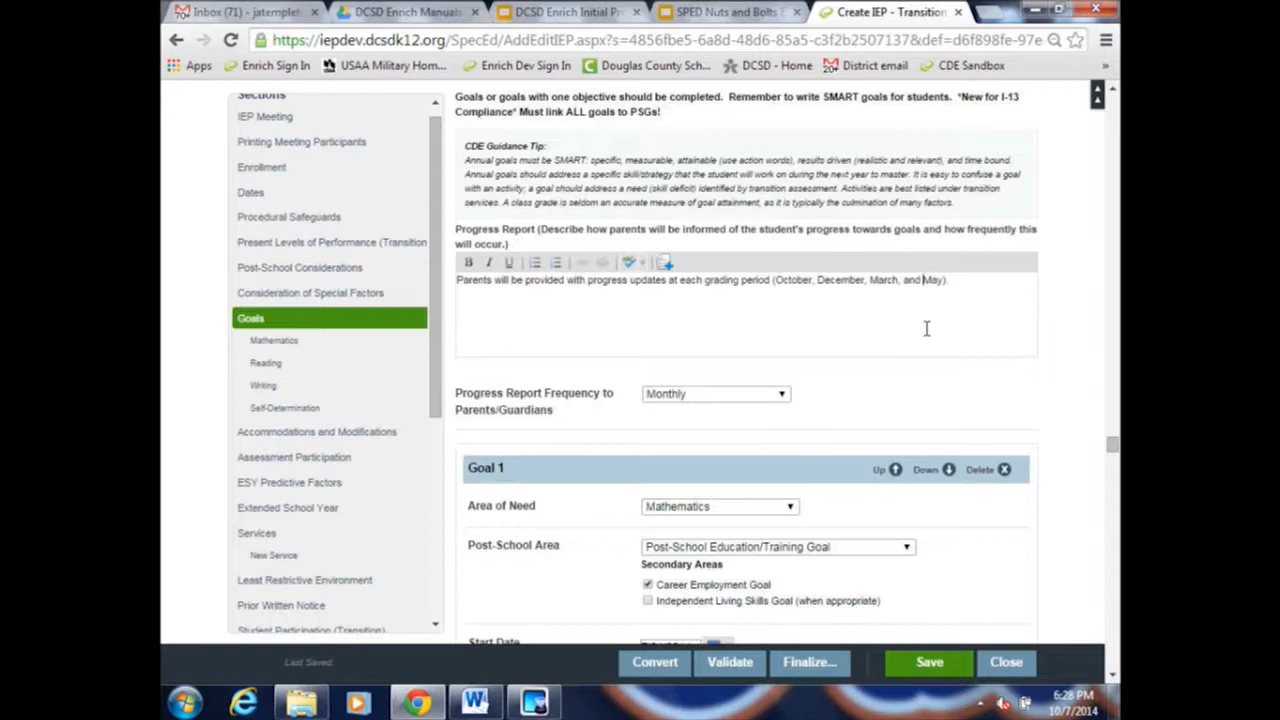 Inbox (71) - jatemplet
DCSD Enrich Manuals
DCSD Enrich Initial Pr
SPED Nuts and Bolts E
Create IEP - Transition
https://iepdev.dcsdk12.org/SpecEd/AddEditIEP.aspx?s=4856fbe5-6a8d-48d6-85a5-c3f2b2507137&def=d6f898fe-97e
Apps
Enrich Sign In
USAA Military Hom...
Enrich Dev Sign In
Douglas County Sch...
DCSD - Home
District email
CDE Sandbox
Sections
IEP Meeting
Printing Meeting Participants
Enrollment
Dates
Procedural Safeguards
Present Levels of Performance (Transition
Post-School Considerations
Consideration of Special Factors
Goals
Mathematics
Reading
Writing
Self-Determination
Accommodations and Modifications
Assessment Participation
ESY Predictive Factors
Extended School Year
Services
New Service
Least Restrictive Environment
Prior Written Notice
Student Participation (Transition)
Goals or goals with one objective should be completed. Remember to write SMART goals for students. *New for I-13
Compliance* Must link ALL goals to PSGs!
CDE Guidance Tip:
Annual goals must be SMART: specific, measurable, attainable (use action words), results driven (realistic and relevant), and time bound.
Annual goals should address a specific skill/strategy that the student will work on during the next year to master. It is easy to confuse a goal
with an activity; a goal should address a need (skill deficit) identified by transition assessment. Activities are best listed under transition
services. A class grade is seldom an accurate measure of goal attainment, as it is typically the culmination of many factors.
Progress Report (Describe how parents will be informed of the student's progress towards goals and how frequently this
will occur.)
B I U
Parents will be provided with progress updates at each grading period (October, December, March, and May).
Progress Report Frequency to
Parents/Guardians
Monthly
Goal 1
Up
Down
Delete
Area of Need
Mathematics
Post-School Area
Post-School Education/Training Goal
Secondary Areas
Career Employment Goal
Independent Living Skills Goal (when appropriate)
Start Date
Last Saved:
Convert
Validate
Finalize...
Save
Close
6:28 PM
10/7/2014